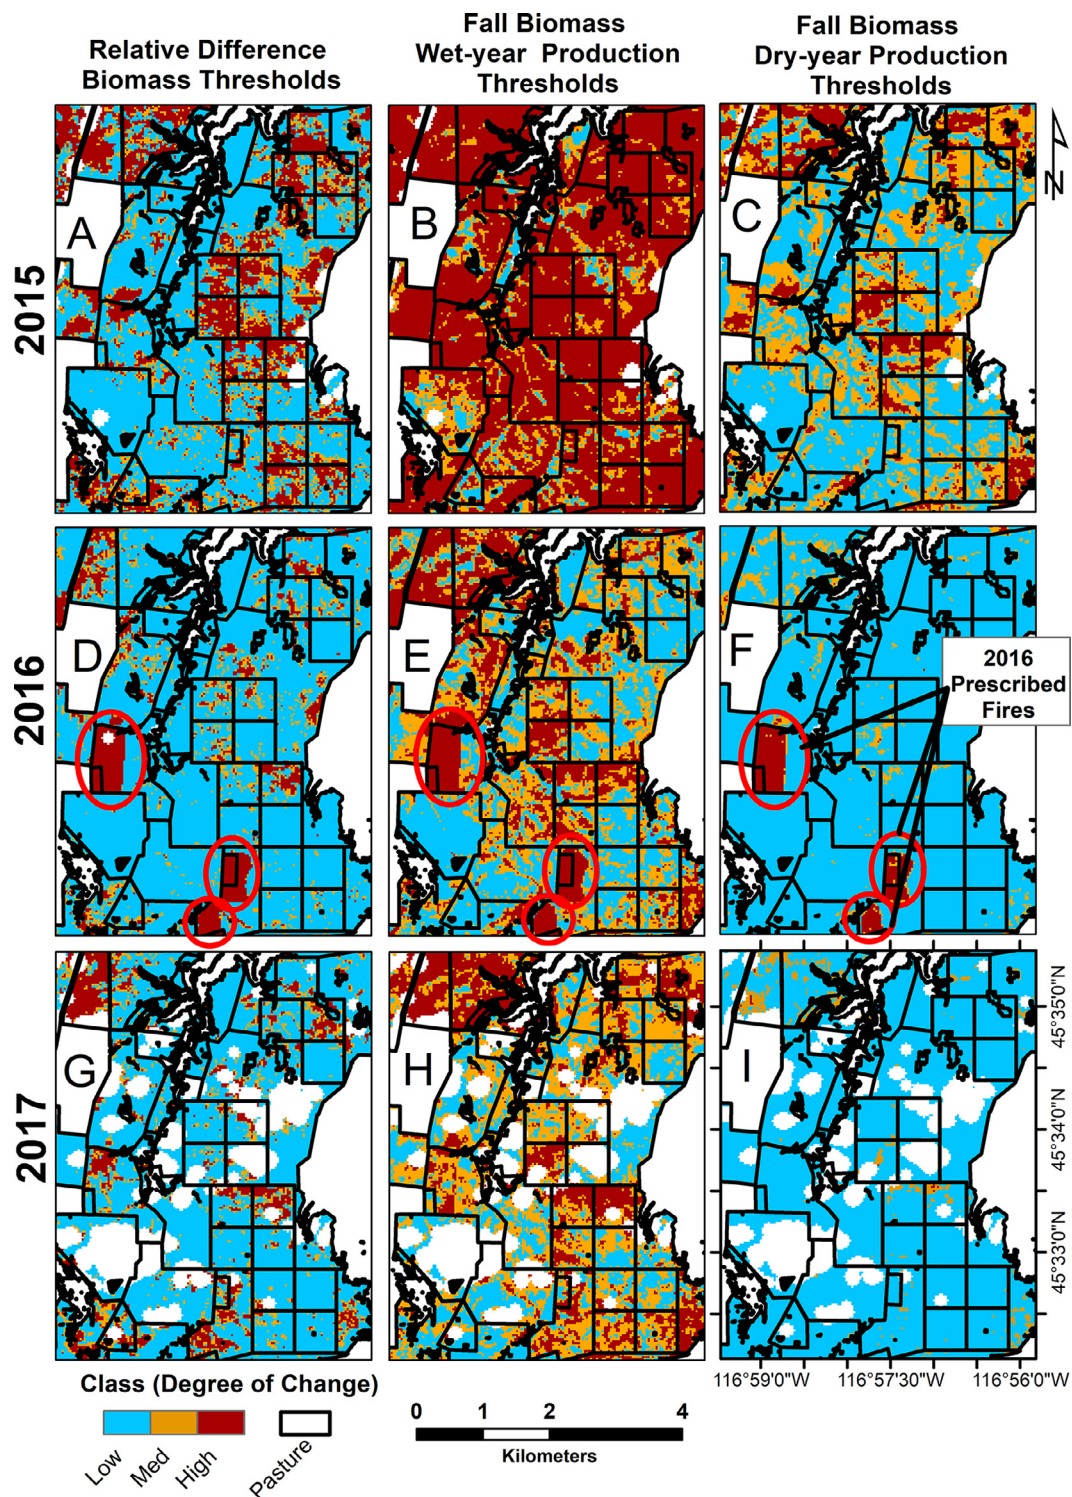 Relative Difference
Biomass Thresholds
Fall Biomass
Wet-year Production
Thresholds
Fall Biomass
Dry-year Production
Thresholds
2015
A
B
C
N
2016
D
E
F
2016
Prescribed
Fires
2017
G
H
I
45°35'0"N
45°34'0"N
45°33'0"N
116°59'0"W
116°57'30"W
116°56'0"W
Class (Degree of Change)
Low
Med
High
Pasture
0
1
2
4
Kilometers